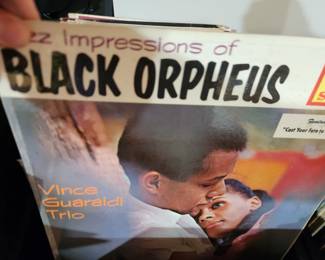 zz Impressions of
BLACK ORPHEUS
"Cast Your Fate to
Vince
Guaraldi
Trio